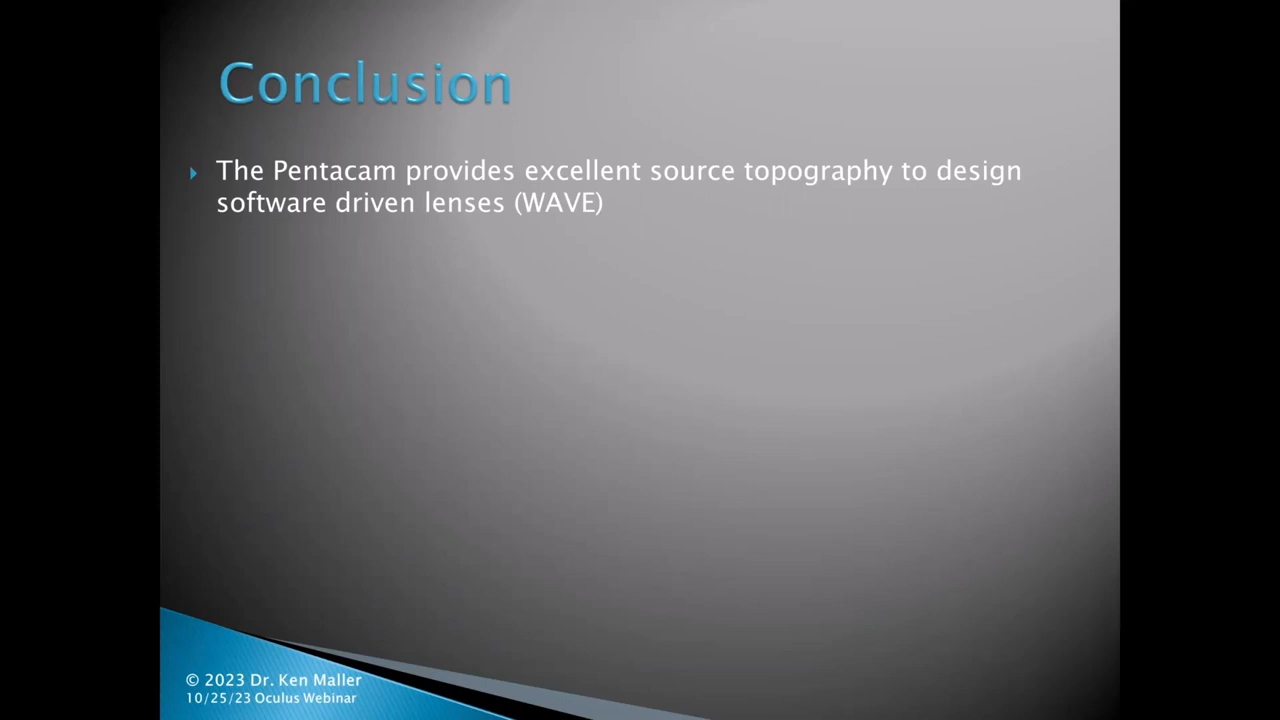 Conclusion
The Pentacam provides excellent source topography to design
software driven lenses (WAVE)
© 2023 Dr. Ken Maller
10/25/23 Oculus Webinar